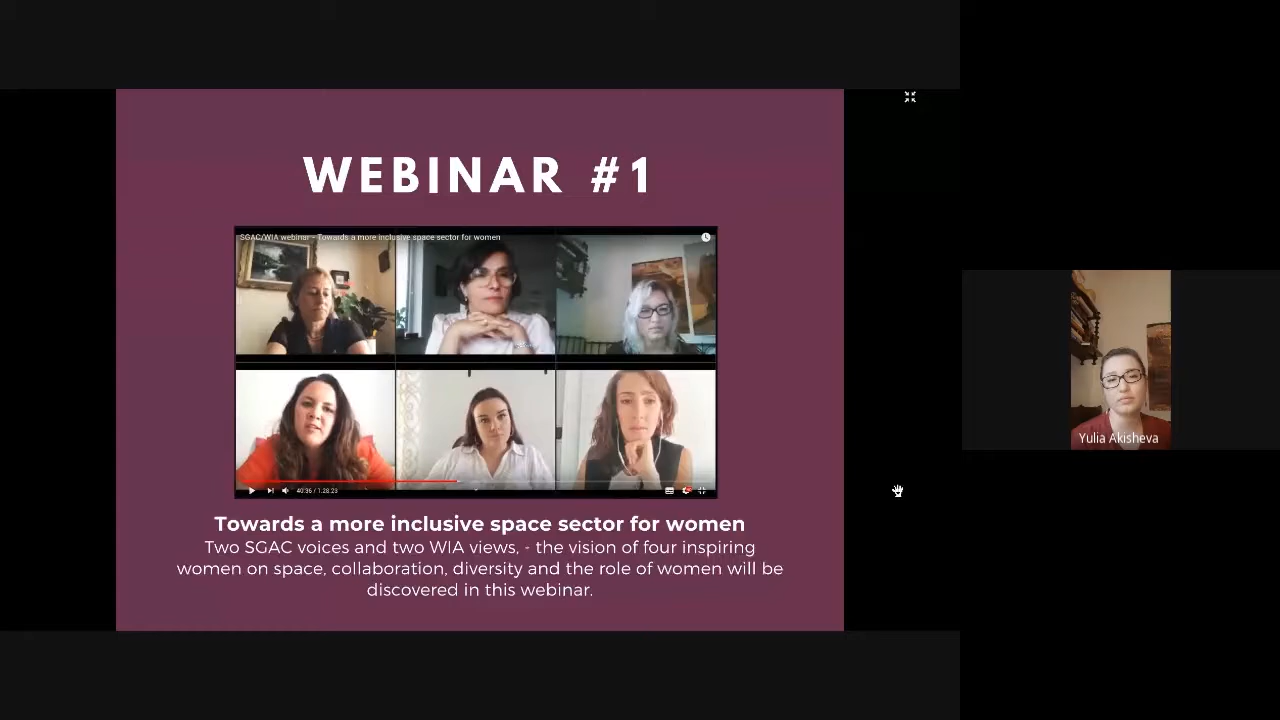 WEBINAR #1
SGAC/WIA webinar - Towards a more inclusive space sector for women
40:36 / 1:28:23
Towards a more inclusive space sector for women
Two SGAC voices and two WIA views, - the vision of four inspiring
women on space, collaboration, diversity and the role of women will be
discovered in this webinar.
Yulia Akisheva